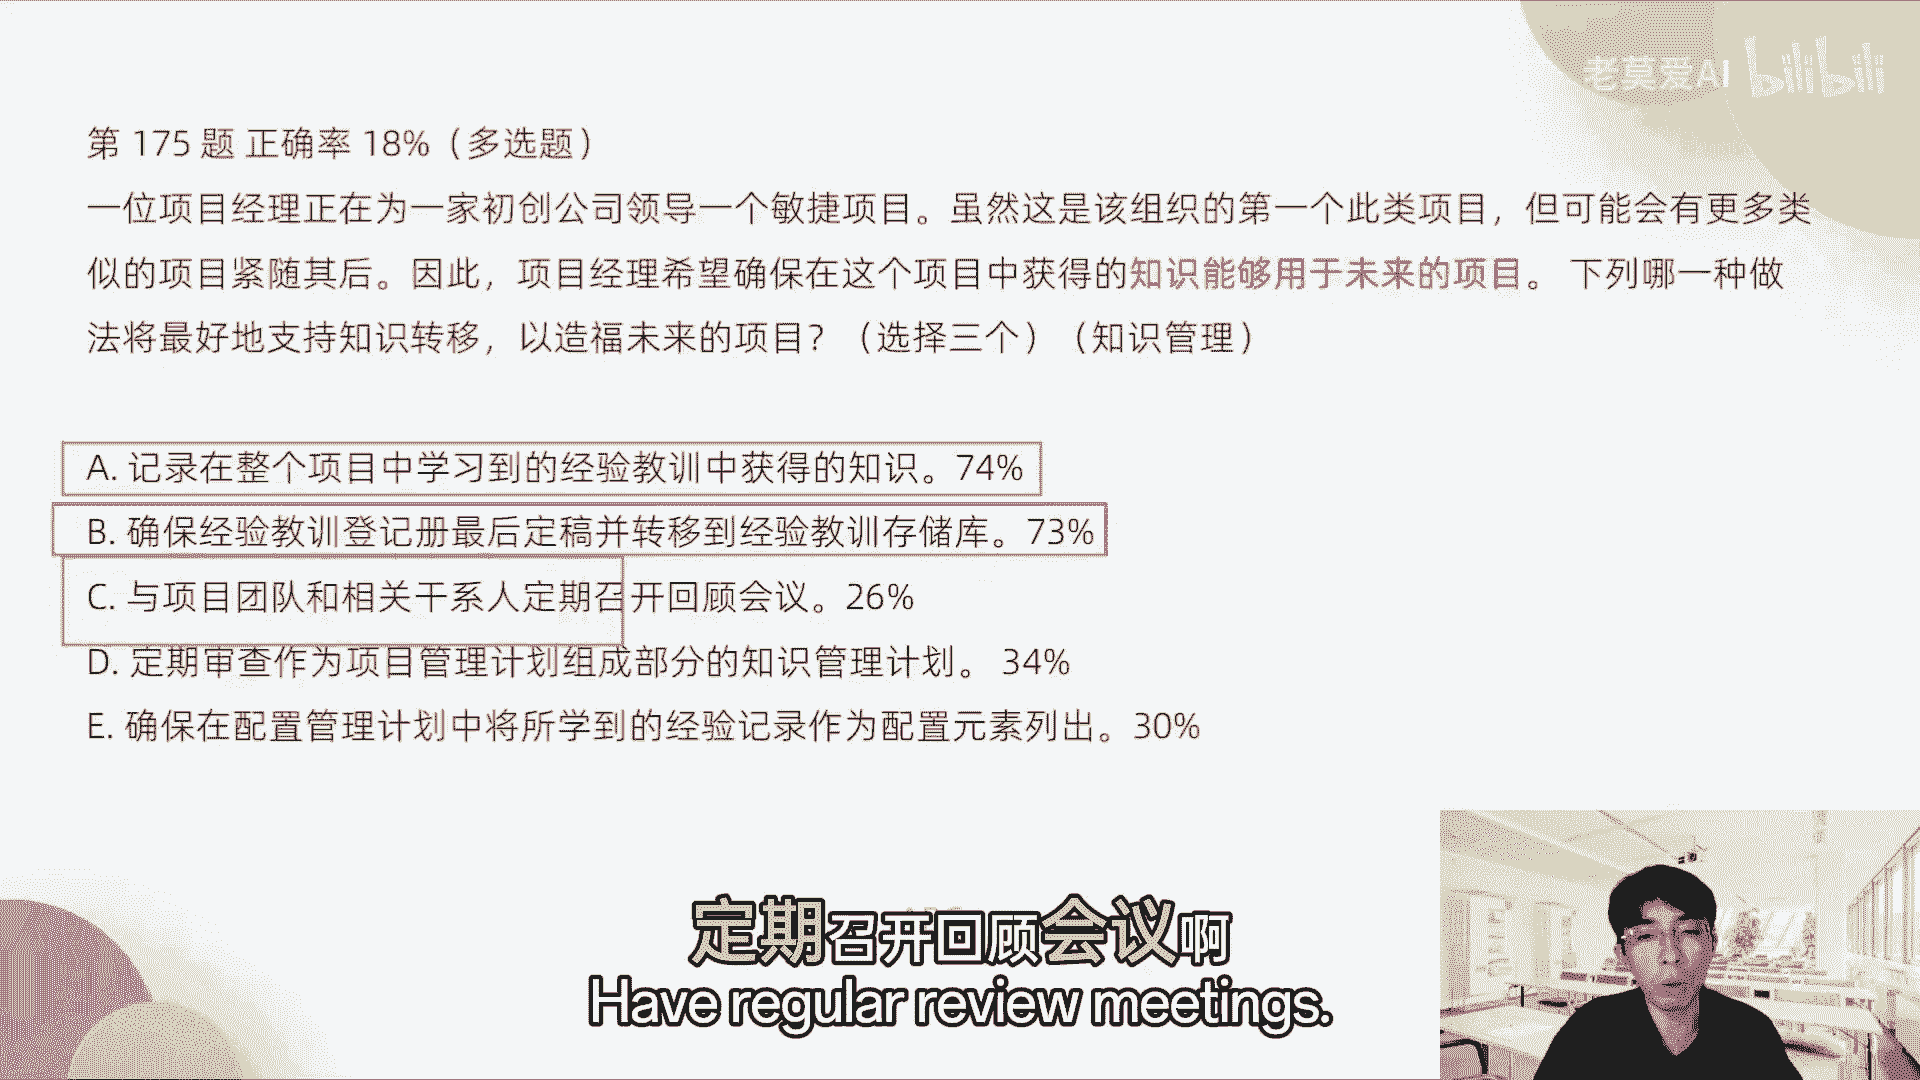 老莫爱AI bilibili
第 175 题 正确率 18%（多选题）
一位项目经理正在为一家初创公司领导一个敏捷项目。虽然这是该组织的第一个此类项目，但可能会有更多类
似的项目紧随其后。因此，项目经理希望确保在这个项目中获得的知识能够用于未来的项目。 下列哪一种做
法将最好地支持知识转移，以造福未来的项目？（选择三个）（知识管理）
A. 记录在整个项目中学习到的经验教训中获得的知识。74%
B. 确保经验教训登记册最后定稿并转移到经验教训存储库。73%
C. 与项目团队和相关干系人定期召开回顾会议。26%
D. 定期审查作为项目管理计划组成部分的知识管理计划。 34%
E. 确保在配置管理计划中将所学到的经验记录作为配置元素列出。30%
定期召开回顾会议啊
Have regular review meetings.